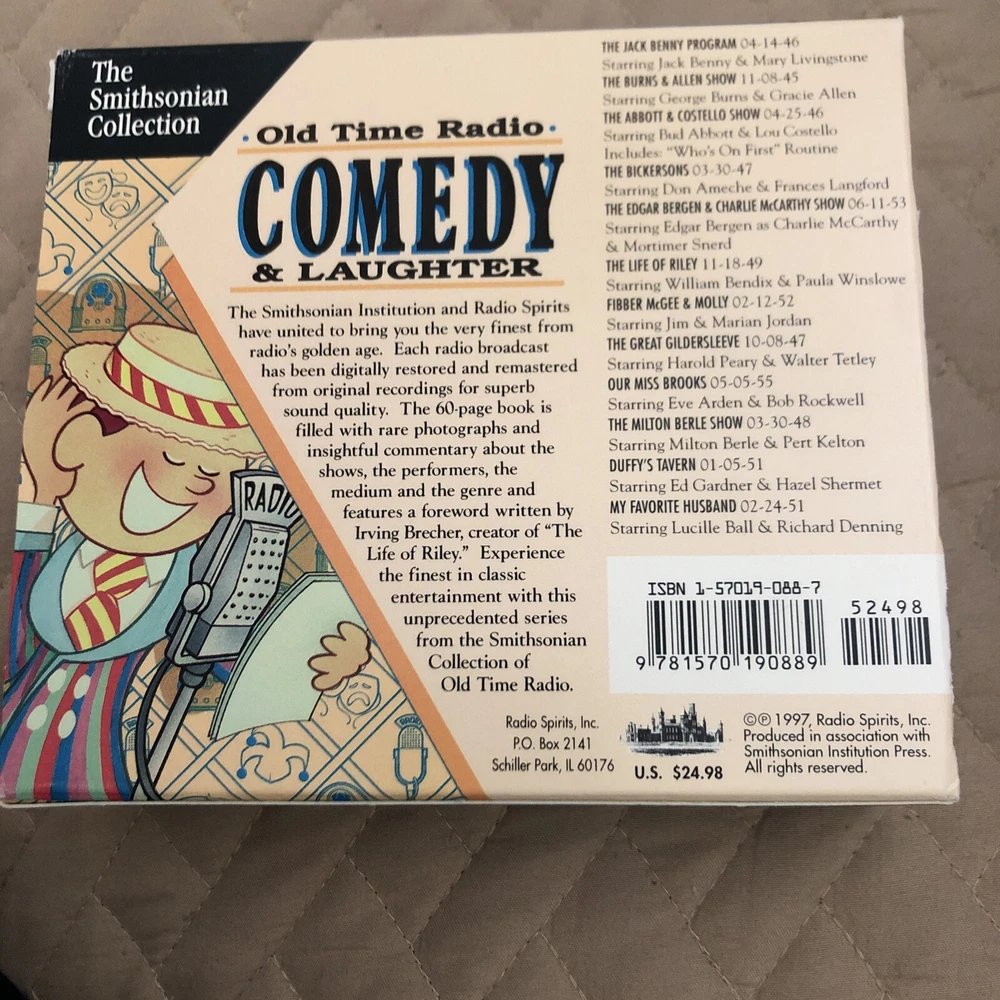 The
Smithsonian
Collection
• Old Time Radio •
COMEDY
& LAUGHTER
The Smithsonian Institution and Radio Spirits
have united to bring you the very finest from
radio's golden age. Each radio broadcast
has been digitally restored and remastered
from original recordings for superb
sound quality. The 60-page book is
filled with rare photographs and
insightful commentary about the
shows, the performers, the
medium and the genre and
features a foreword written by
Irving Brecher, creator of "The
Life of Riley." Experience
the finest in classic
entertainment with this
unprecedented series
from the Smithsonian
Collection of
Old Time Radio.
RADIO
THE JACK BENNY PROGRAM 04-14-46
Starring Jack Benny & Mary Livingstone
THE BURNS & ALLEN SHOW 11-08-45
Starring George Burns & Gracie Allen
THE ABBOTT & COSTELLO SHOW 04-25-46
Starring Bud Abbott & Lou Costello
Includes: "Who's On First" Routine
THE BICKERSONS 03-30-47
Starring Don Ameche & Frances Langford
THE EDGAR BERGEN & CHARLIE McCARTHY SHOW 06-11-53
Starring Edgar Bergen as Charlie McCarthy
& Mortimer Snerd
THE LIFE OF RILEY 11-18-49
Starring William Bendix & Paula Winslowe
FIBBER McGEE & MOLLY 02-12-52
Starring Jim & Marian Jordan
THE GREAT GILDERSLEEVE 10-08-47
Starring Harold Peary & Walter Tetley
OUR MISS BROOKS 05-05-55
Starring Eve Arden & Bob Rockwell
THE MILTON BERLE SHOW 03-30-48
Starring Milton Berle & Pert Kelton
DUFFY'S TAVERN 01-05-51
Starring Ed Gardner & Hazel Shermet
MY FAVORITE HUSBAND 02-24-51
Starring Lucille Ball & Richard Denning
ISBN 1-57019-088-7
52498
9 781570 190889
Radio Spirits, Inc.
P.O. Box 2141
Schiller Park, IL 60176
U.S. $24.98
©℗ 1997, Radio Spirits, Inc.
Produced in association with
Smithsonian Institution Press.
All rights reserved.